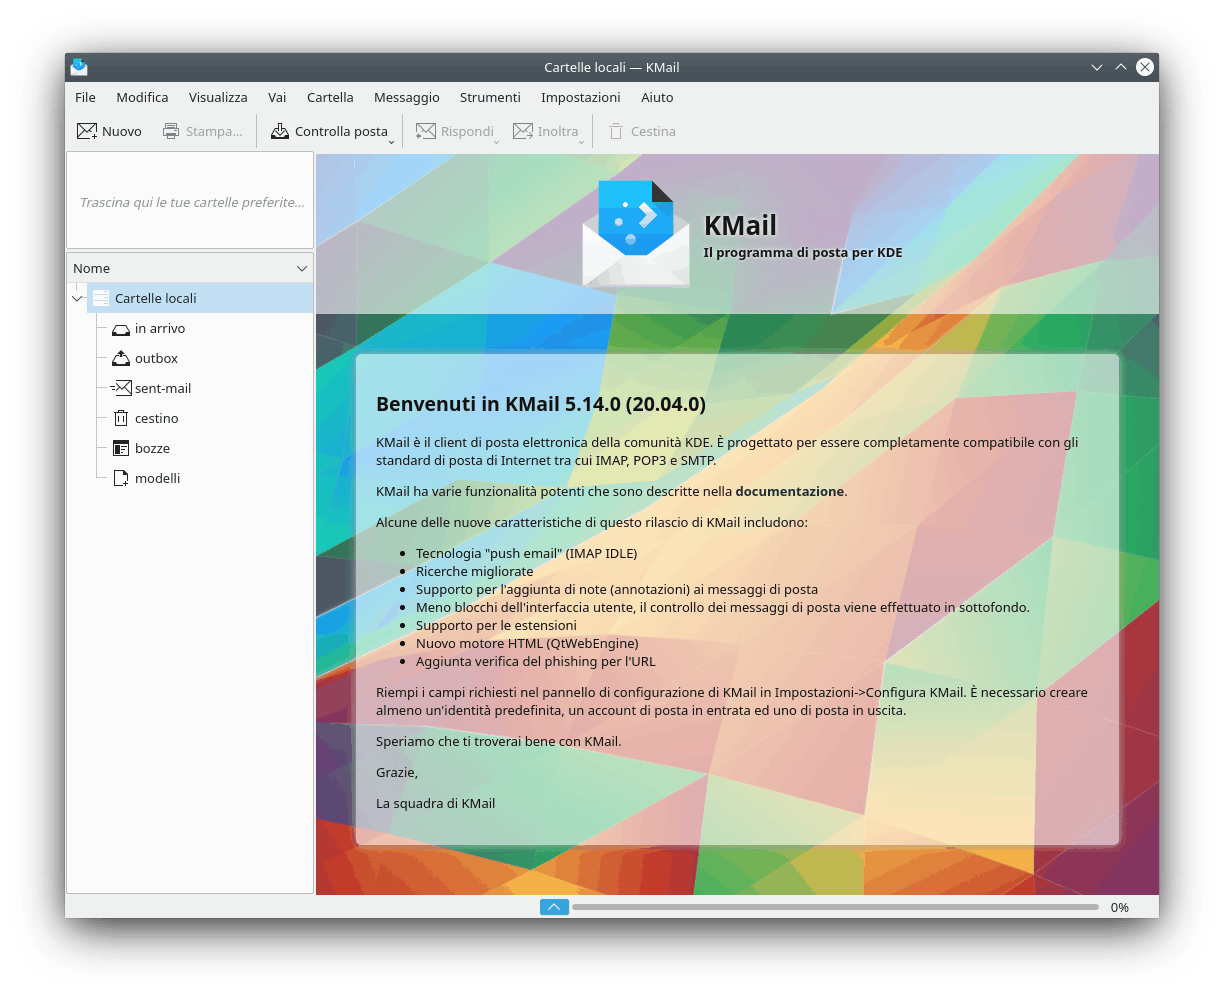 Cartelle locali — KMail
File Modifica Visualizza Vai Cartella Messaggio Strumenti Impostazioni Aiuto
Nuovo Stampa... Controlla posta Rispondi Inoltra Cestina
Trascina qui le tue cartelle preferite...
Nome
Cartelle locali
in arrivo
outbox
sent-mail
cestino
bozze
modelli
KMail
Il programma di posta per KDE
Benvenuti in KMail 5.14.0 (20.04.0)
KMail è il client di posta elettronica della comunità KDE. È progettato per essere completamente compatibile con gli
standard di posta di Internet tra cui IMAP, POP3 e SMTP.
KMail ha varie funzionalità potenti che sono descritte nella documentazione.
Alcune delle nuove caratteristiche di questo rilascio di KMail includono:
• Tecnologia "push email" (IMAP IDLE)
• Ricerche migliorate
• Supporto per l'aggiunta di note (annotazioni) ai messaggi di posta
• Meno blocchi dell'interfaccia utente, il controllo dei messaggi di posta viene effettuato in sottofondo.
• Supporto per le estensioni
• Nuovo motore HTML (QtWebEngine)
• Aggiunta verifica del phishing per l'URL
Riempi i campi richiesti nel pannello di configurazione di KMail in Impostazioni->Configura KMail. È necessario creare
almeno un'identità predefinita, un account di posta in entrata ed uno di posta in uscita.
Speriamo che ti troverai bene con KMail.
Grazie,
La squadra di KMail
0%